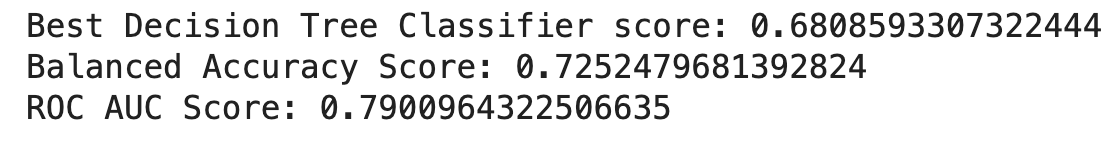 Best Decision Tree Classifier score: 0.6808593307322444
Balanced Accuracy Score: 0.7252479681392824
ROC AUC Score: 0.7900964322506635